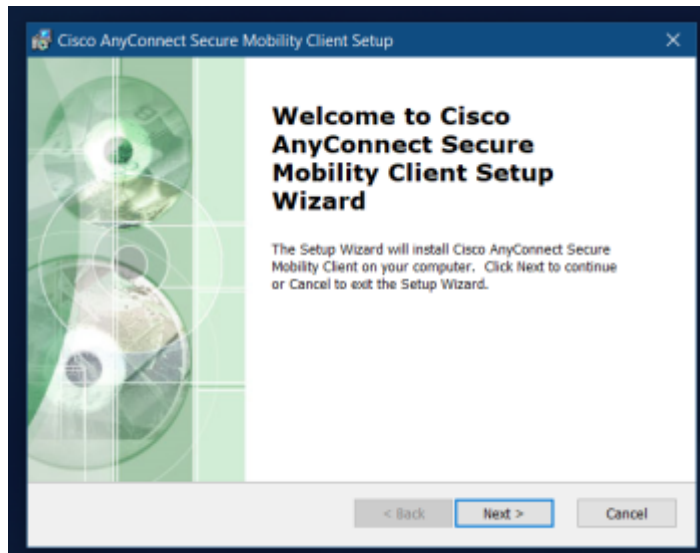 Cisco AnyConnect Secure Mobility Client Setup
Welcome to Cisco
AnyConnect Secure
Mobility Client Setup
Wizard
The Setup Wizard will install Cisco AnyConnect Secure
Mobility Client on your computer. Click Next to continue
or Cancel to exit the Setup Wizard.
< Back Next > Cancel